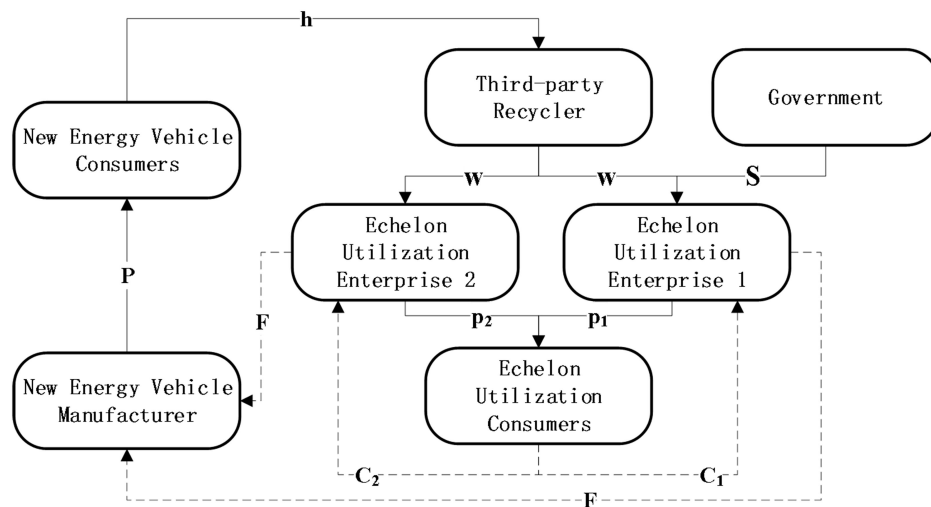 h
Third-party
Recycler
Government
New Energy Vehicle
Consumers
w
w
S
Echelon
Utilization
Enterprise 2
Echelon
Utilization
Enterprise 1
P
F
p₂
p₁
New Energy Vehicle
Manufacturer
Echelon
Utilization
Consumers
C₂
C₁
F